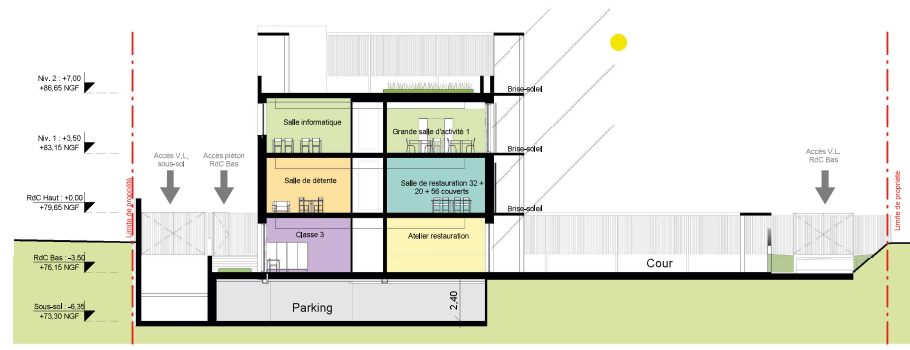 Niv. 2 : +7,00
+86,65 NGF
Brise-soleil
Salle informatique
Grande salle d'activité 1
Niv. 1 : +3,50
+83,15 NGF
Brise-soleil
Accès V.L.
sous-sol
Accès piéton
RdC Bas
Accès V.L.
RdC Bas
Salle de détente
Salle de restauration 32 +
20 + 56 couverts
RdC Haut : +0,00
+79,65 NGF
Brise-soleil
Limite de propriété
Limite de propriété
Classe 3
Atelier restauration
RdC Bas : -3,50
+76,15 NGF
Cour
Sous-sol : -6,35
+73,30 NGF
Parking
2.40